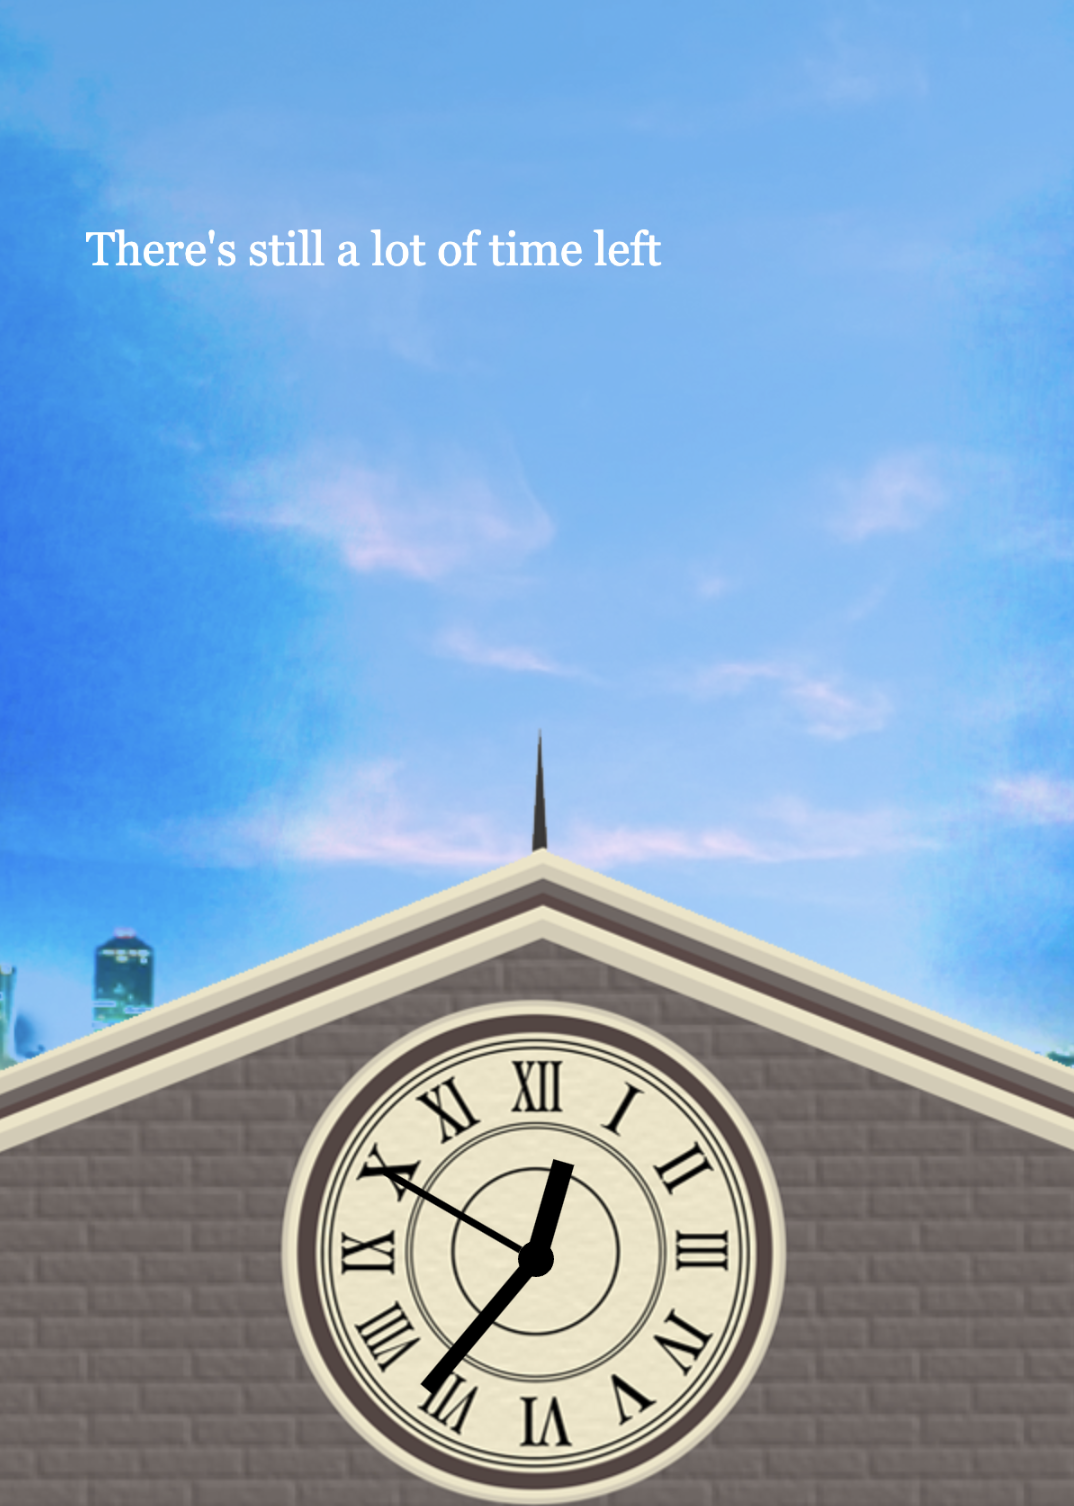 There's still a lot of time left
XII
XI
I
X
II
IX
III
VIII
IV
VII
V
VI